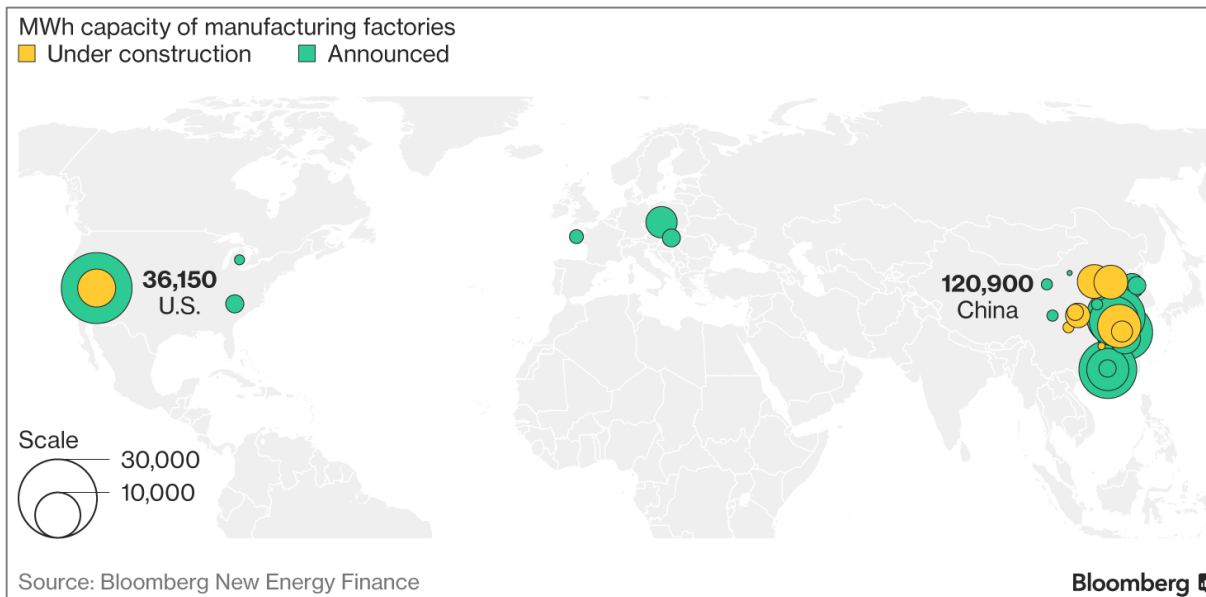 MWh capacity of manufacturing factories
Under construction Announced
36,150
U.S.
120,900
China
Scale
30,000
10,000
Source: Bloomberg New Energy Finance
Bloomberg